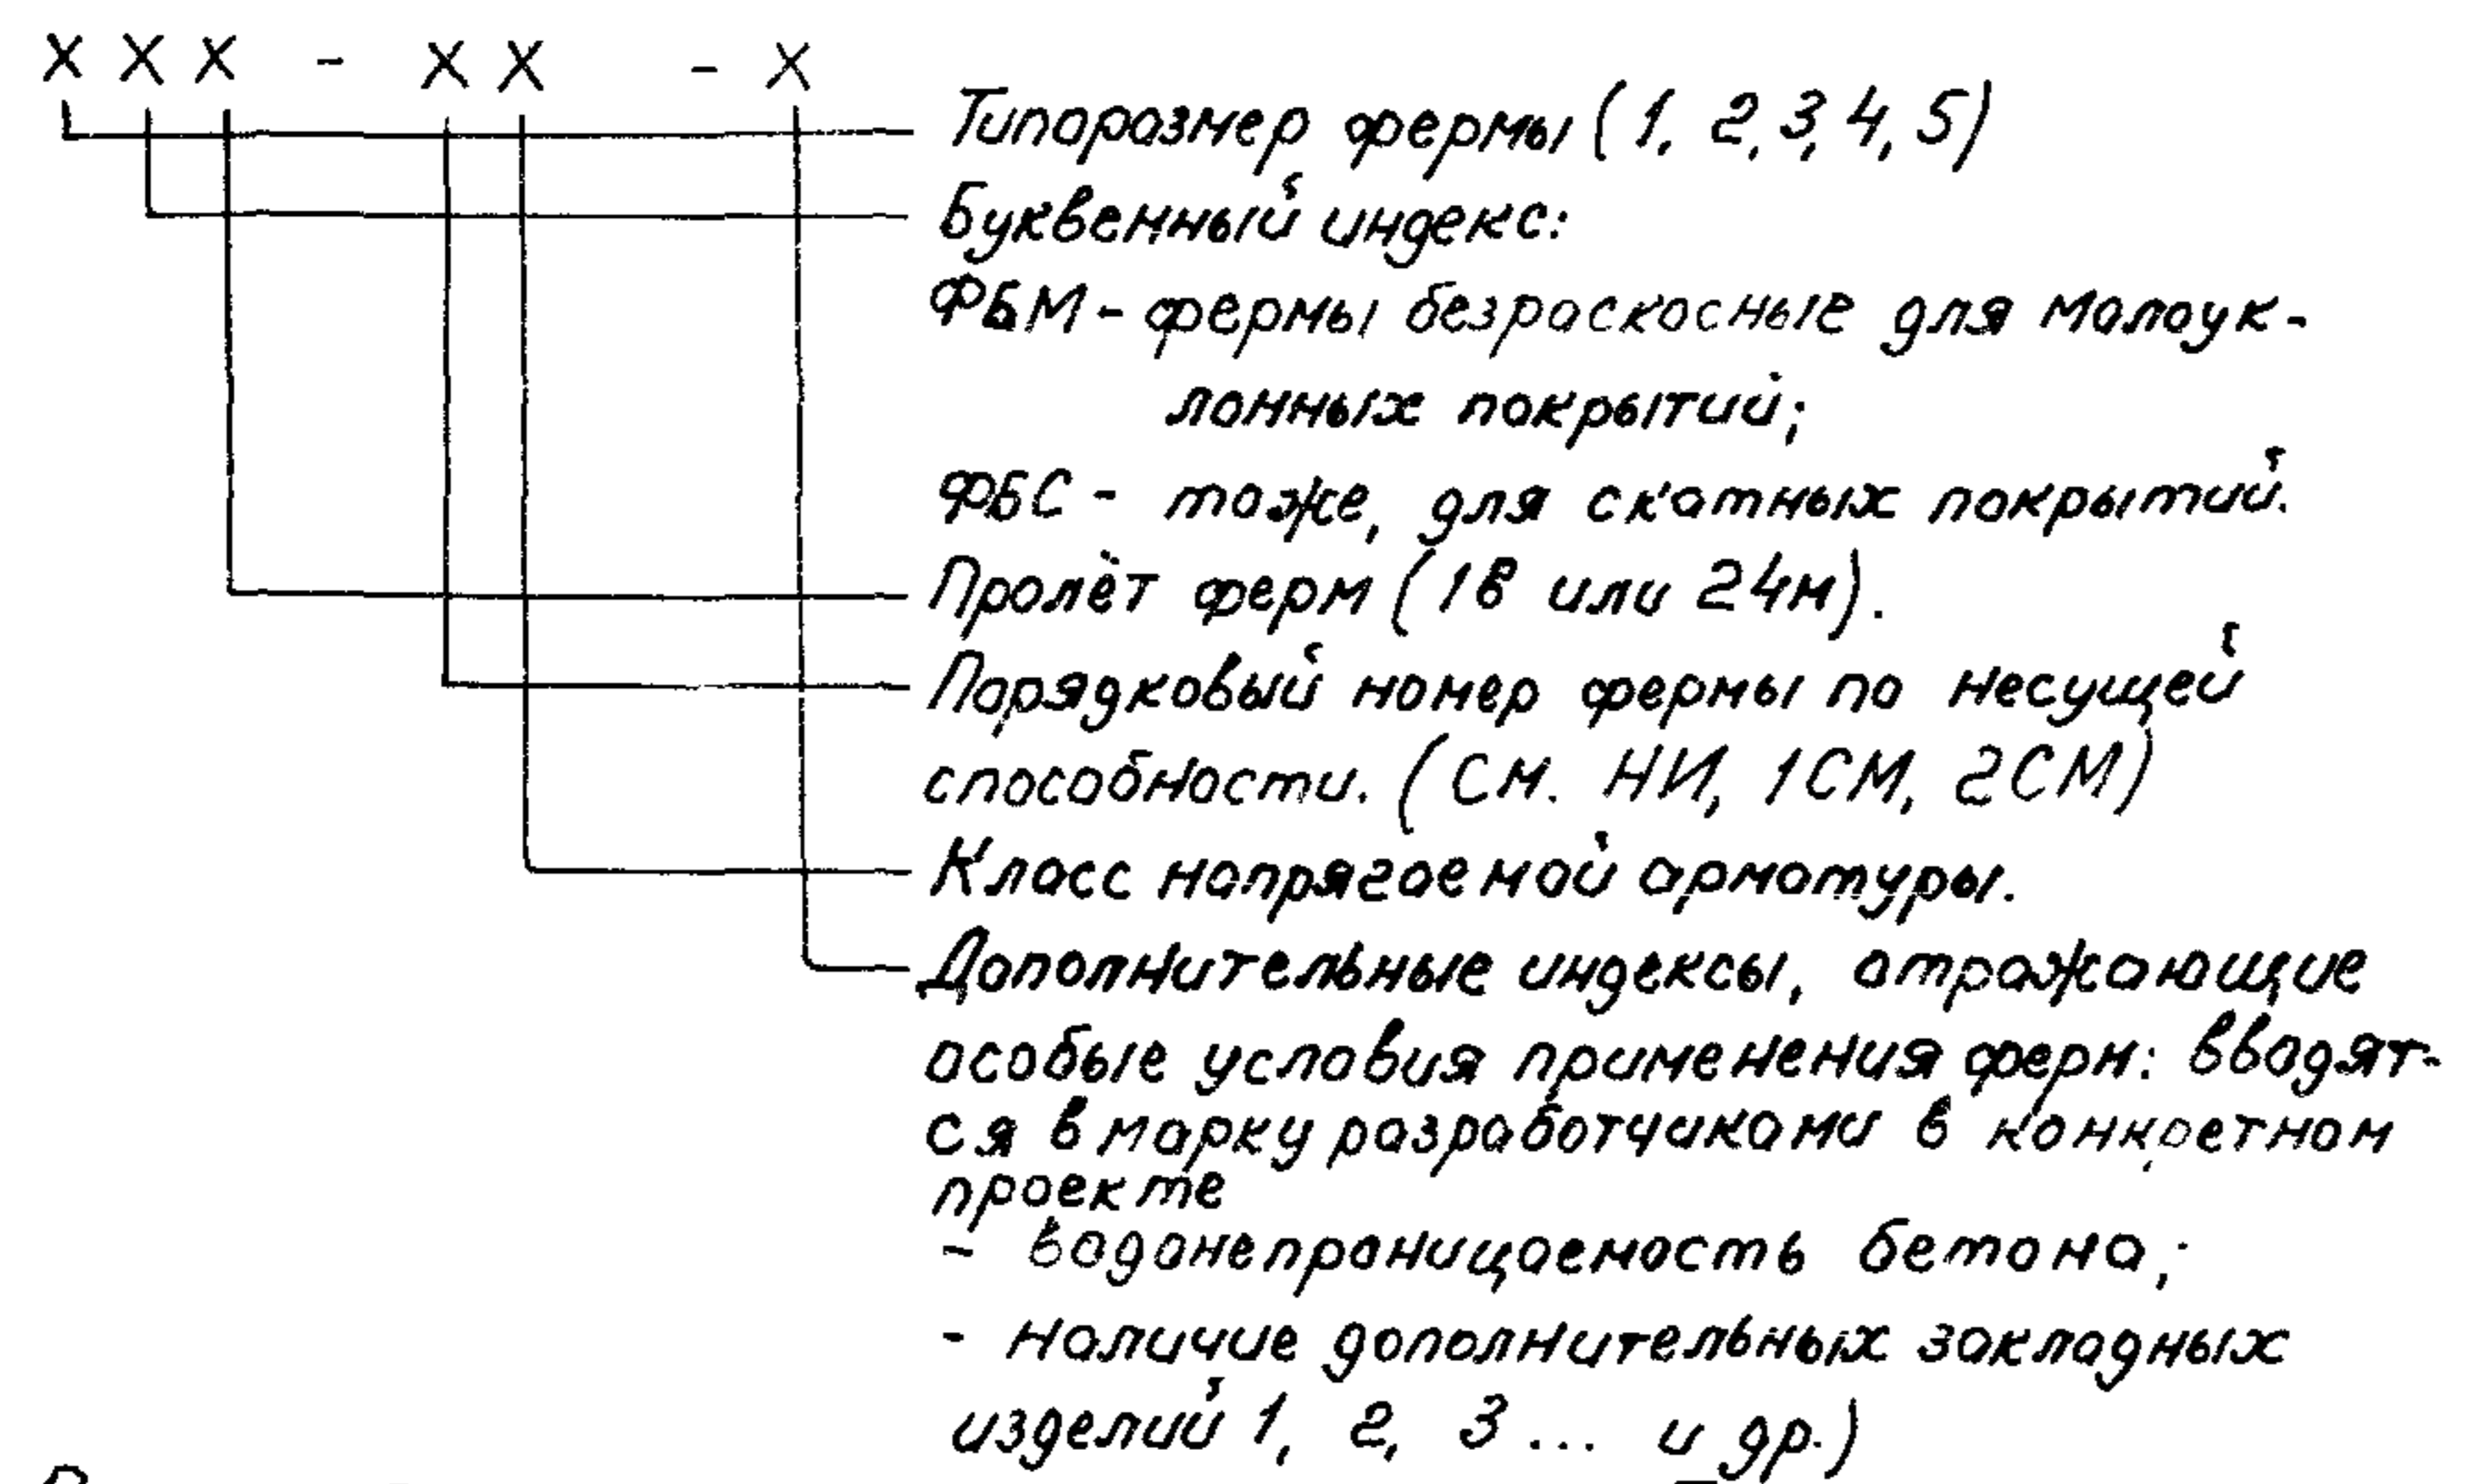 Х Х Х - Х Х - Х
Типоразмер фермы (1, 2, 3, 4, 5)
Буквенный индекс:
ФБМ - фермы безраскосные для малоук-
лонных покрытий;
ФБС - тоже, для скатных покрытий.
Пролёт ферм (18 или 24м).
Порядковый номер фермы по несущей
способности. (См. НИ, 1СМ, 2СМ)
Класс напрягаемой арматуры.
Дополнительные индексы, отражающие
особые условия применения ферм: вводят-
ся в марку разработчиками в конкретном
проекте
- водонепроницаемость бетона;
- наличие дополнительных закладных
изделий 1, 2, 3 ... и др.)